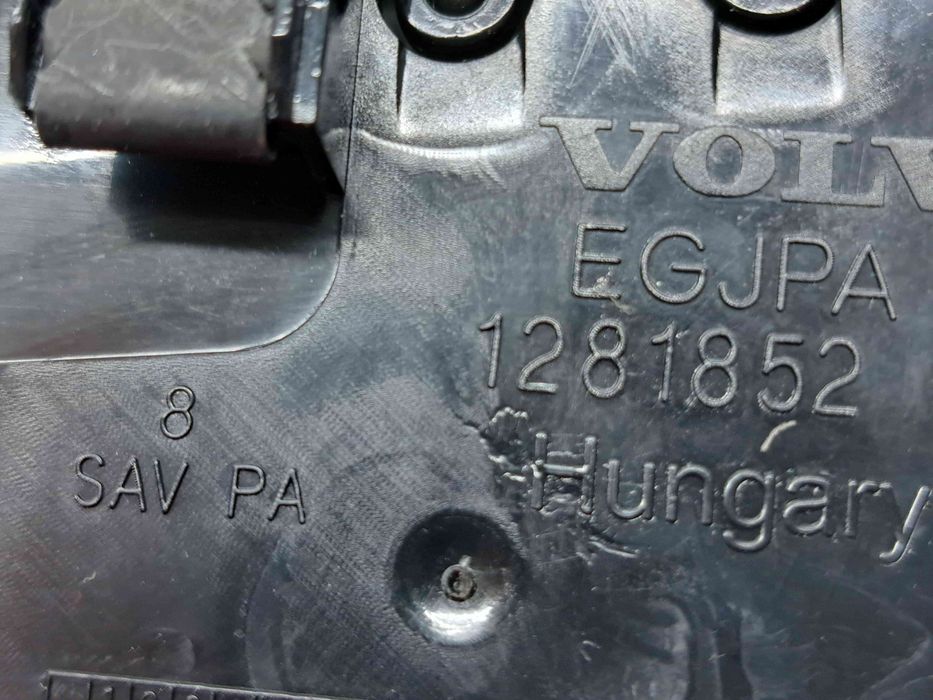 VOLV
EGJPA
1281852
Hungary
8
SAV PA